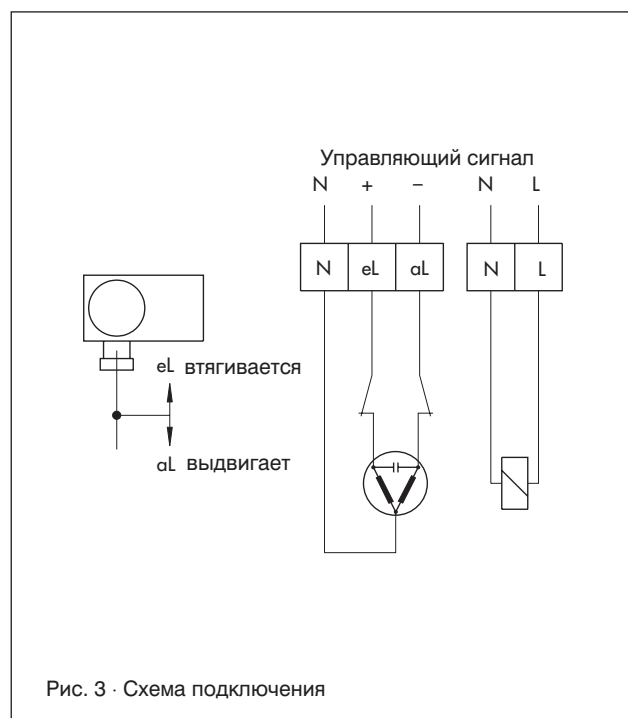 Управляющий сигнал
N + – N L
N eL aL N L
eL втягивается
aL выдвигает
Рис. 3 · Схема подключения